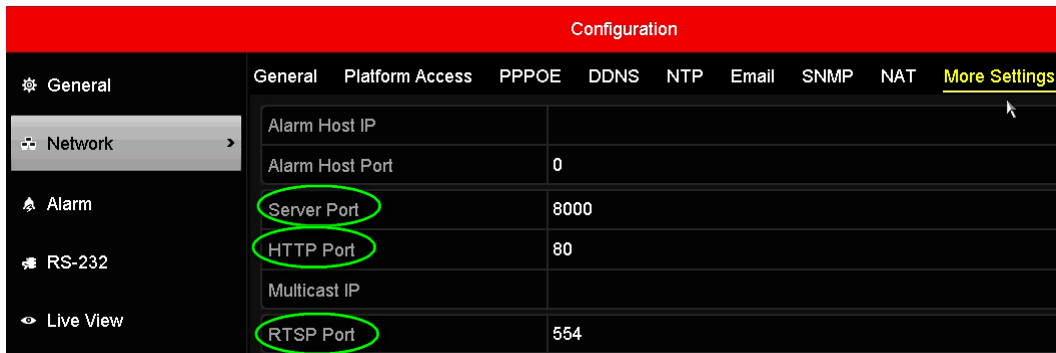 Configuration
General
Network
Alarm
RS-232
Live View
General Platform Access PPPOE DDNS NTP Email SNMP NAT More Settings
Alarm Host IP
Alarm Host Port 0
Server Port 8000
HTTP Port 80
Multicast IP
RTSP Port 554